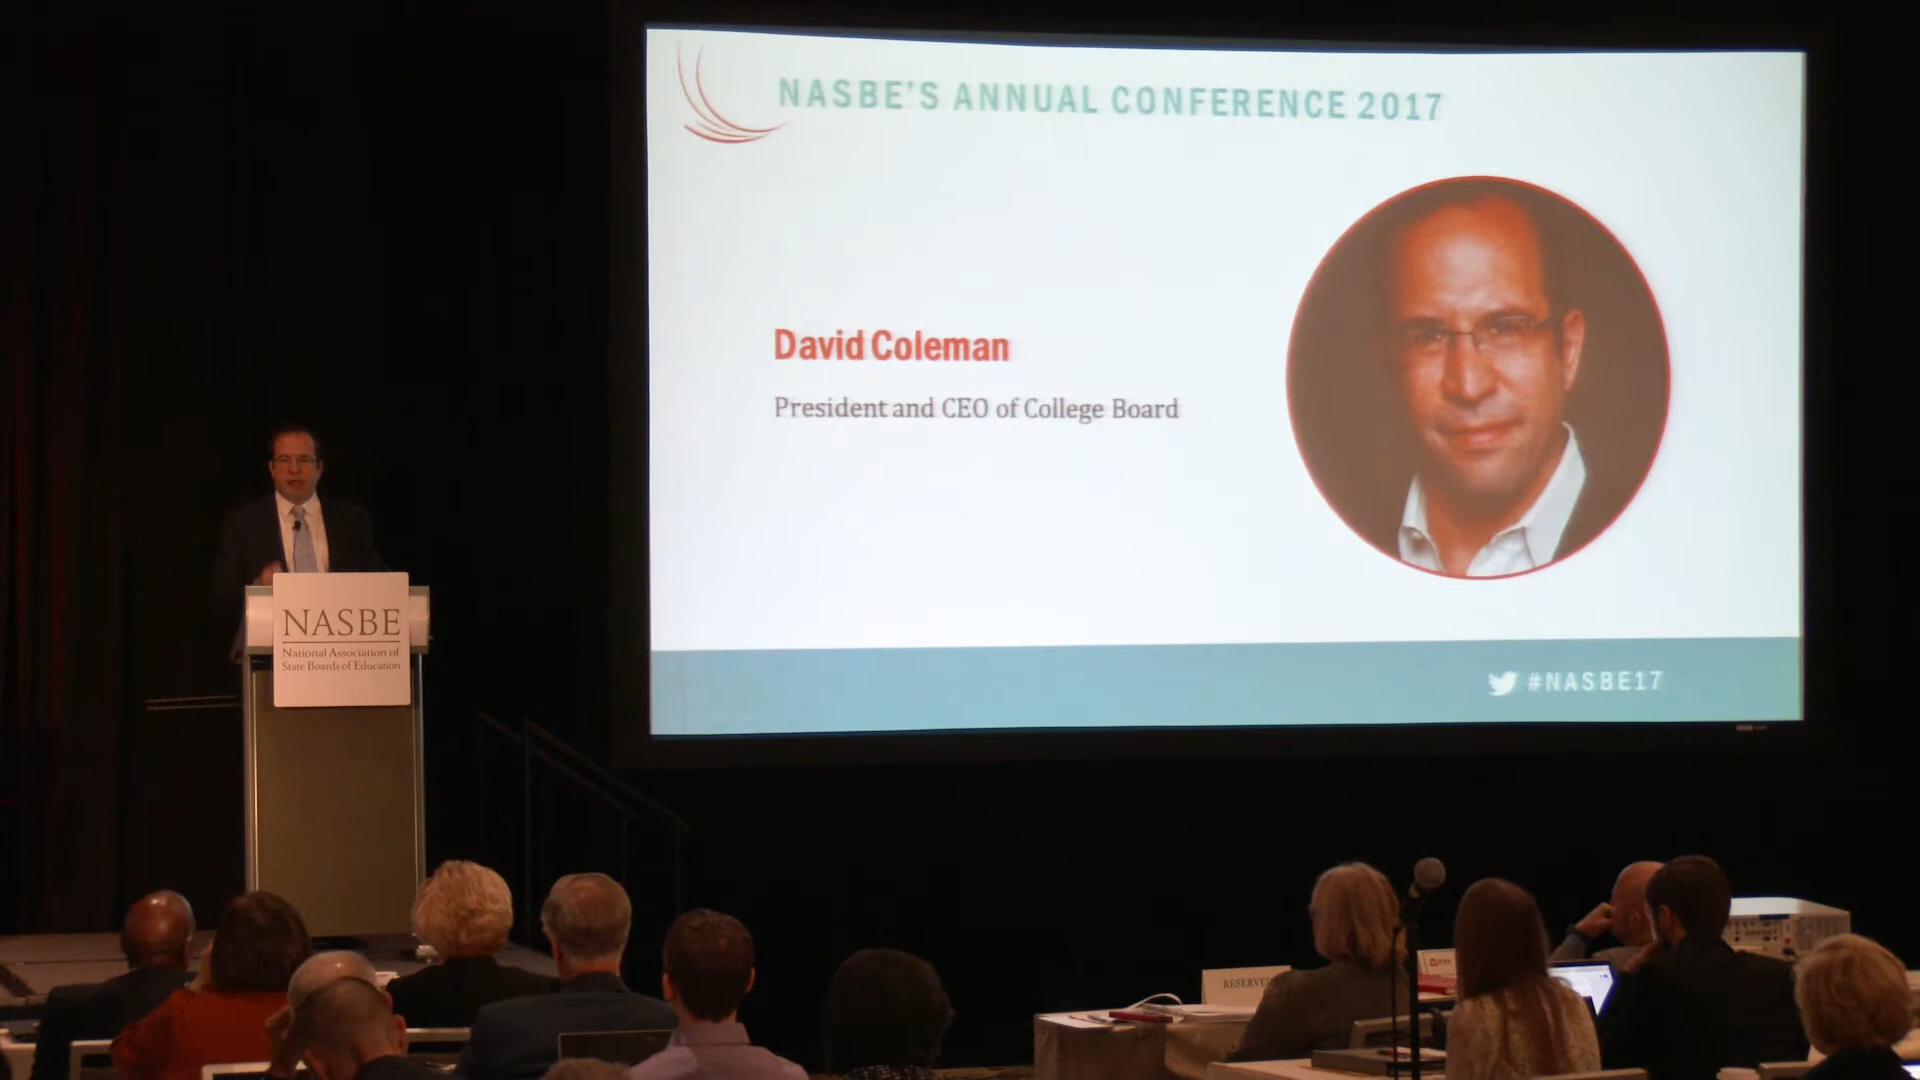 NASBE'S ANNUAL CONFERENCE 2017
David Coleman
President and CEO of College Board
#NASBE17
NASBE
National Association of
State Boards of Education
RESERVED